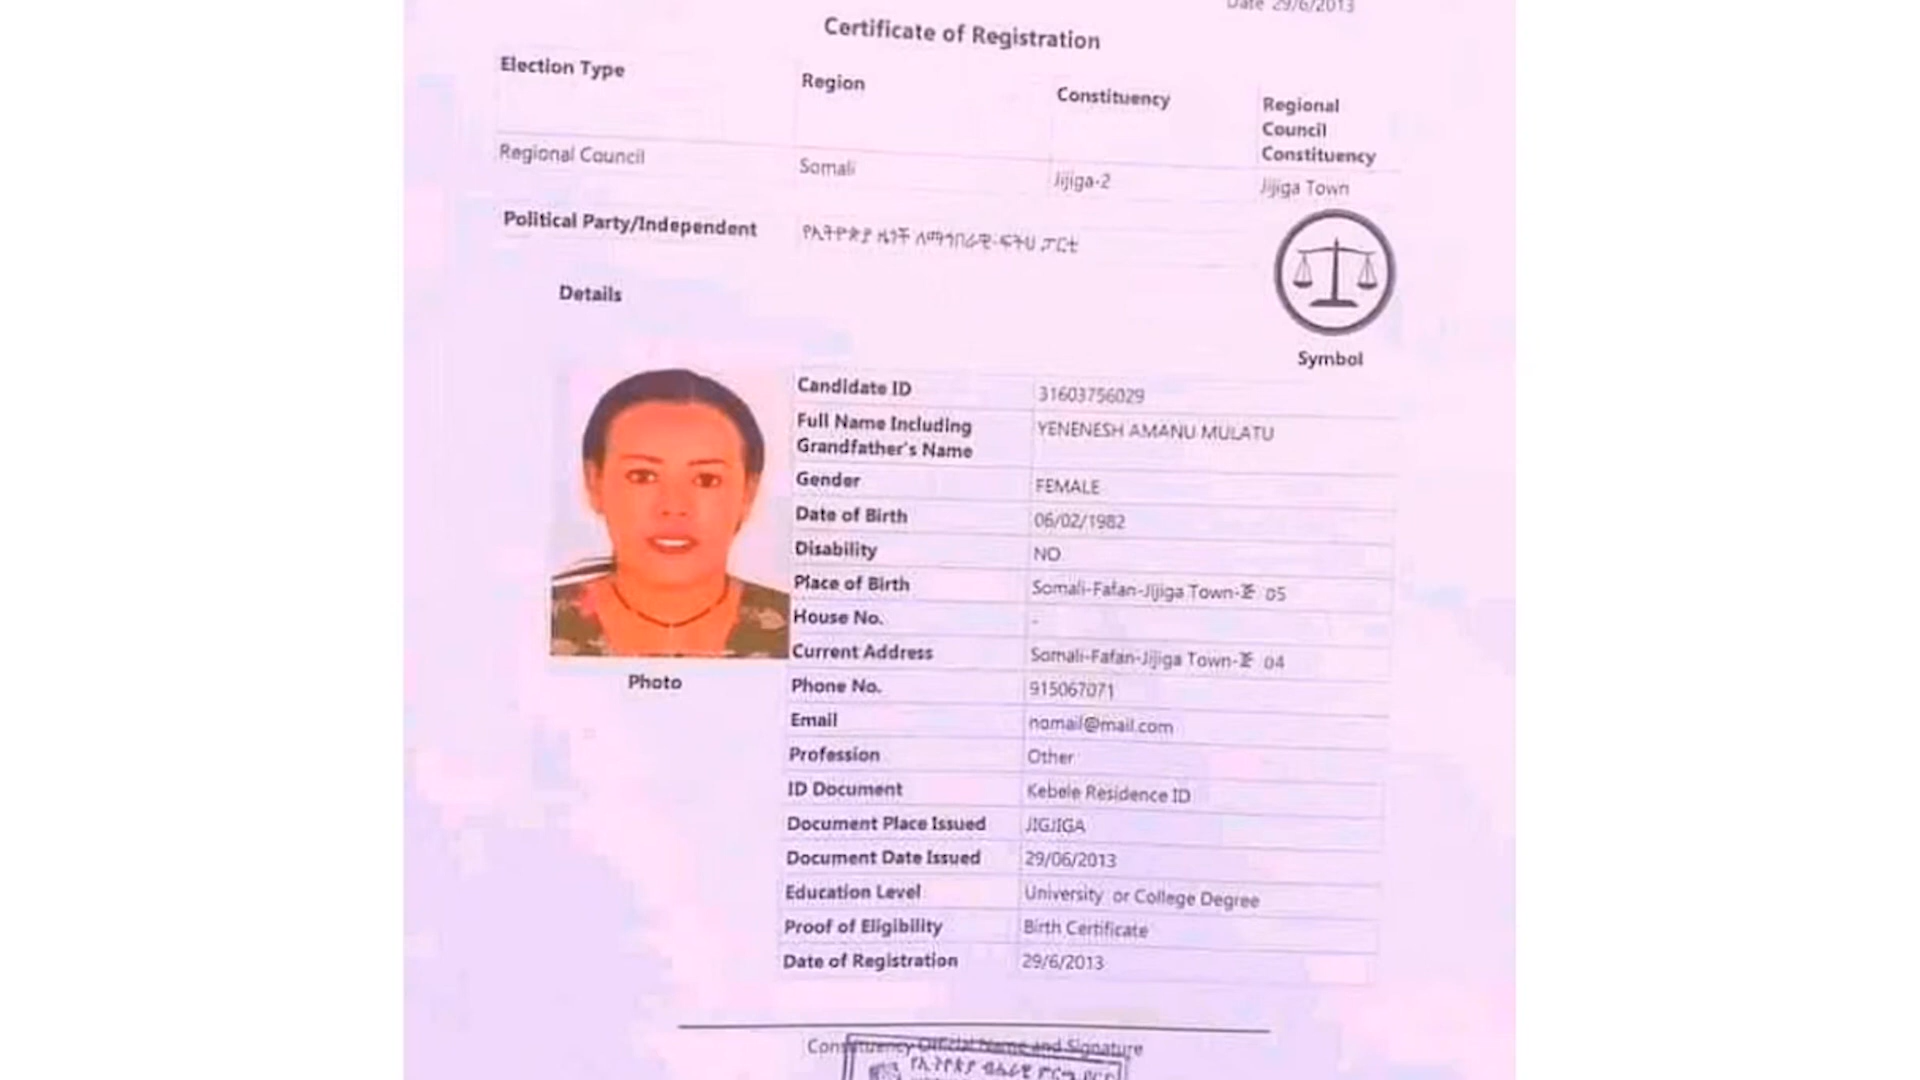 Date 29/6/2013
Certificate of Registration
Election Type
Region
Constituency
Regional
Council
Constituency
Regional Council
Somali
Jijiga-2
Jijiga Town
Political Party/Independent
የኢትዮጵያ ዜጎች ለማኅበራዊ ፍትህ ፓርቲ
Details
Symbol
Photo
Candidate ID 31603756029
Full Name Including
Grandfather's Name
YENENESH AMANU MULATU
Gender FEMALE
Date of Birth 06/02/1982
Disability NO
Place of Birth Somali-Fafan-Jijiga Town- 05
House No. -
Current Address Somali-Fafan-Jijiga Town- 04
Phone No. 915067071
Email nomail@mail.com
Profession Other
ID Document Kebele Residence ID
Document Place Issued JIGJIGA
Document Date Issued 29/06/2013
Education Level University or College Degree
Proof of Eligibility Birth Certificate
Date of Registration 29/6/2013
Constituency Official Name and Signature
የኢትዮጵያ ብሔራዊ ምርጫ ቦርድ